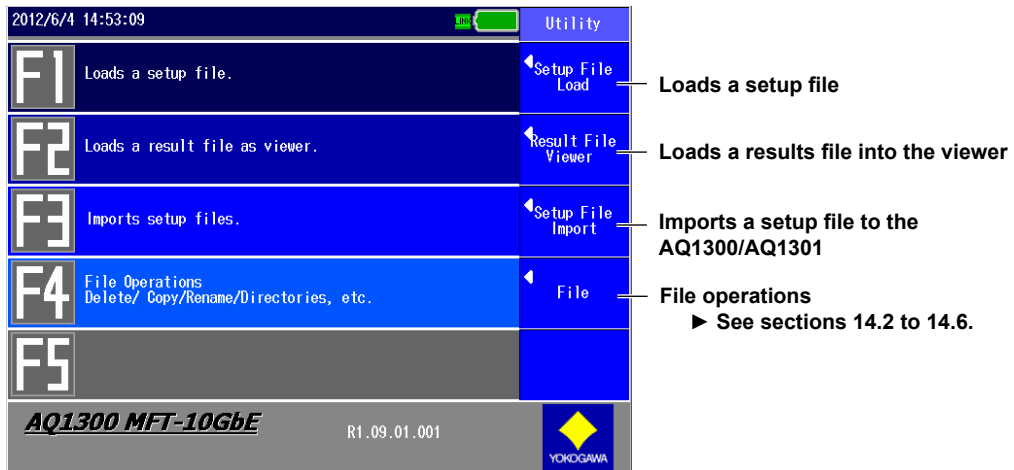 2012/6/4 14:53:09
LINK
Utility
F1
Loads a setup file.
Setup File
Load
Loads a setup file
F2
Loads a result file as viewer.
Result File
Viewer
Loads a results file into the viewer
F3
Imports setup files.
Setup File
Import
Imports a setup file to the
AQ1300/AQ1301
F4
File Operations
Delete/ Copy/Rename/Directories, etc.
File
File operations
► See sections 14.2 to 14.6.
F5
AQ1300 MFT-10GbE
R1.09.01.001
YOKOGAWA